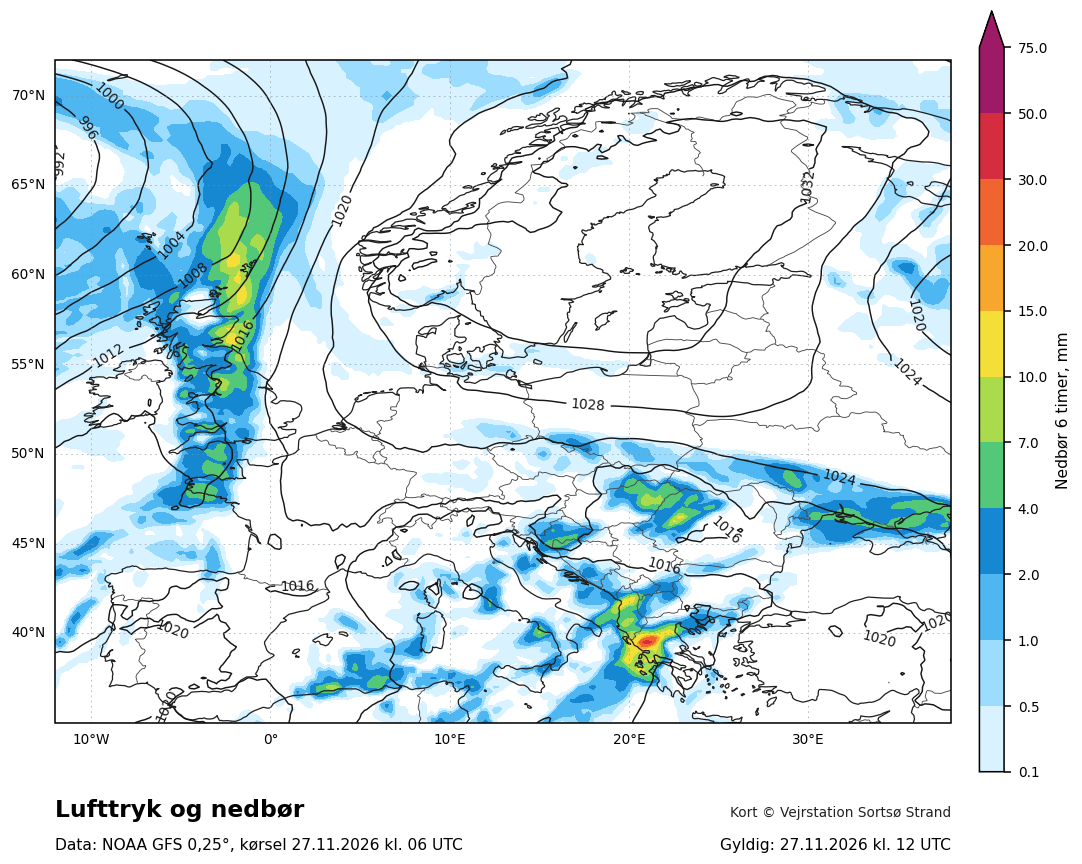 75.0
50.0
30.0
20.0
15.0
10.0
7.0
4.0
2.0
1.0
0.5
0.1
Nedbør 6 timer, mm
70°N
65°N
60°N
55°N
50°N
45°N
40°N
10°W
0°
10°E
20°E
30°E
1000
996
992
1004
1008
1012
1016
1020
1032
1020
1024
1028
1024
1016
1016
1016
1020
1020
1020
Lufttryk og nedbør
Kort © Vejrstation Sortsø Strand
Data: NOAA GFS 0,25°, kørsel 27.11.2026 kl. 06 UTC
Gyldig: 27.11.2026 kl. 12 UTC